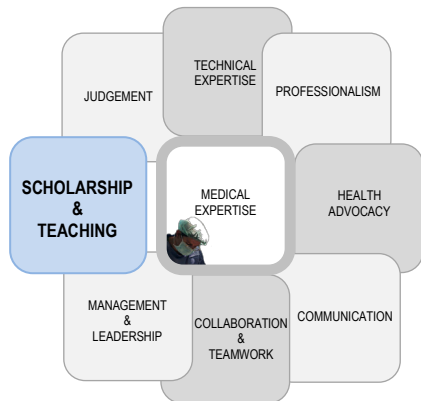 TECHNICAL
EXPERTISE
JUDGEMENT
PROFESSIONALISM
SCHOLARSHIP
&
TEACHING
MEDICAL
EXPERTISE
HEALTH
ADVOCACY
MANAGEMENT
&
LEADERSHIP
COLLABORATION
&
TEAMWORK
COMMUNICATION